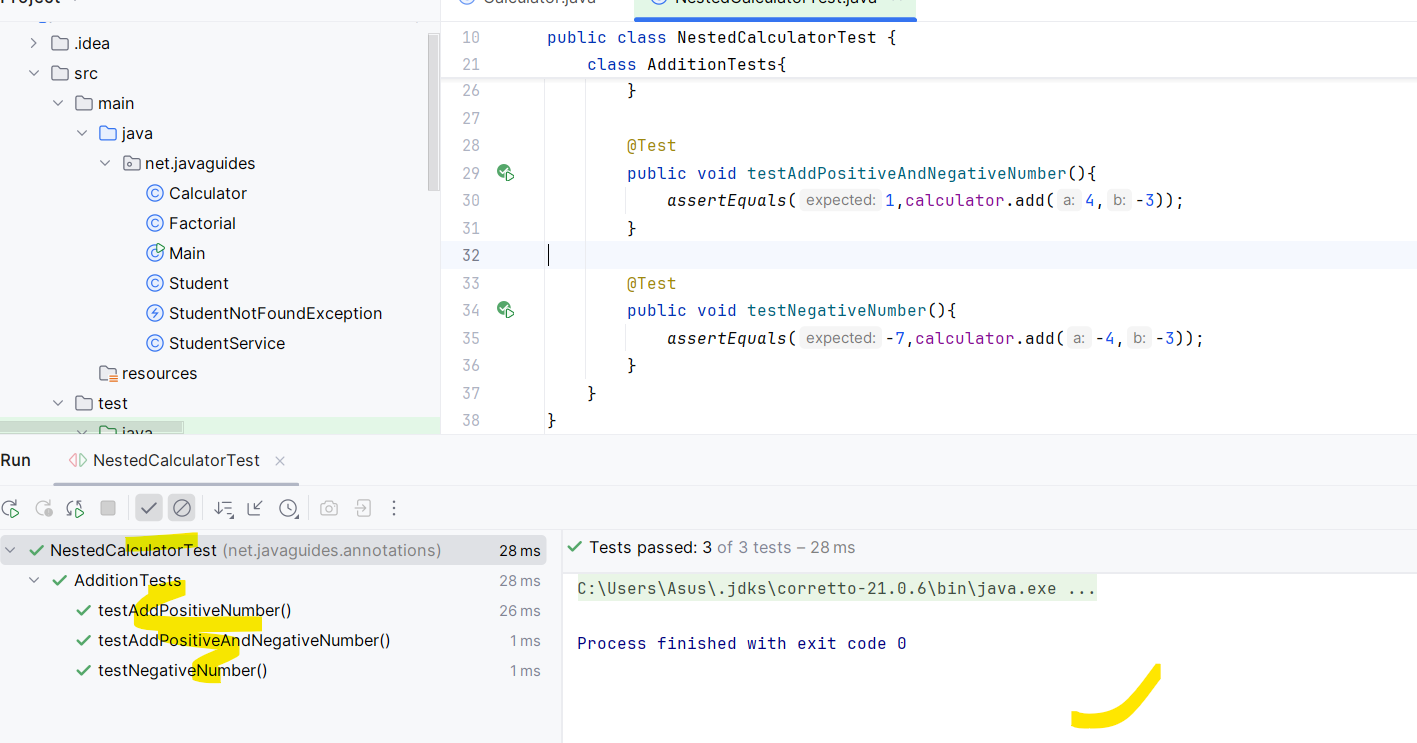 Project
Calculator.java
NestedCalculatorTest.java
.idea
src
main
java
net.javaguides
Calculator
Factorial
Main
Student
StudentNotFoundException
StudentService
resources
test
java
10 public class NestedCalculatorTest {
21 class AdditionTests{
26 }
27
28 @Test
29 public void testAddPositiveAndNegativeNumber(){
30 assertEquals( expected: 1,calculator.add( a: 4, b: -3));
31 }
32
33 @Test
34 public void testNegativeNumber(){
35 assertEquals( expected: -7,calculator.add( a: -4, b: -3));
36 }
37 }
38 }
Run NestedCalculatorTest ×
NestedCalculatorTest (net.javaguides.annotations) 28 ms
AdditionTests 28 ms
testAddPositiveNumber() 26 ms
testAddPositiveAndNegativeNumber() 1 ms
testNegativeNumber() 1 ms
Tests passed: 3 of 3 tests – 28 ms
C:\Users\Asus\.jdks\corretto-21.0.6\bin\java.exe ...
Process finished with exit code 0